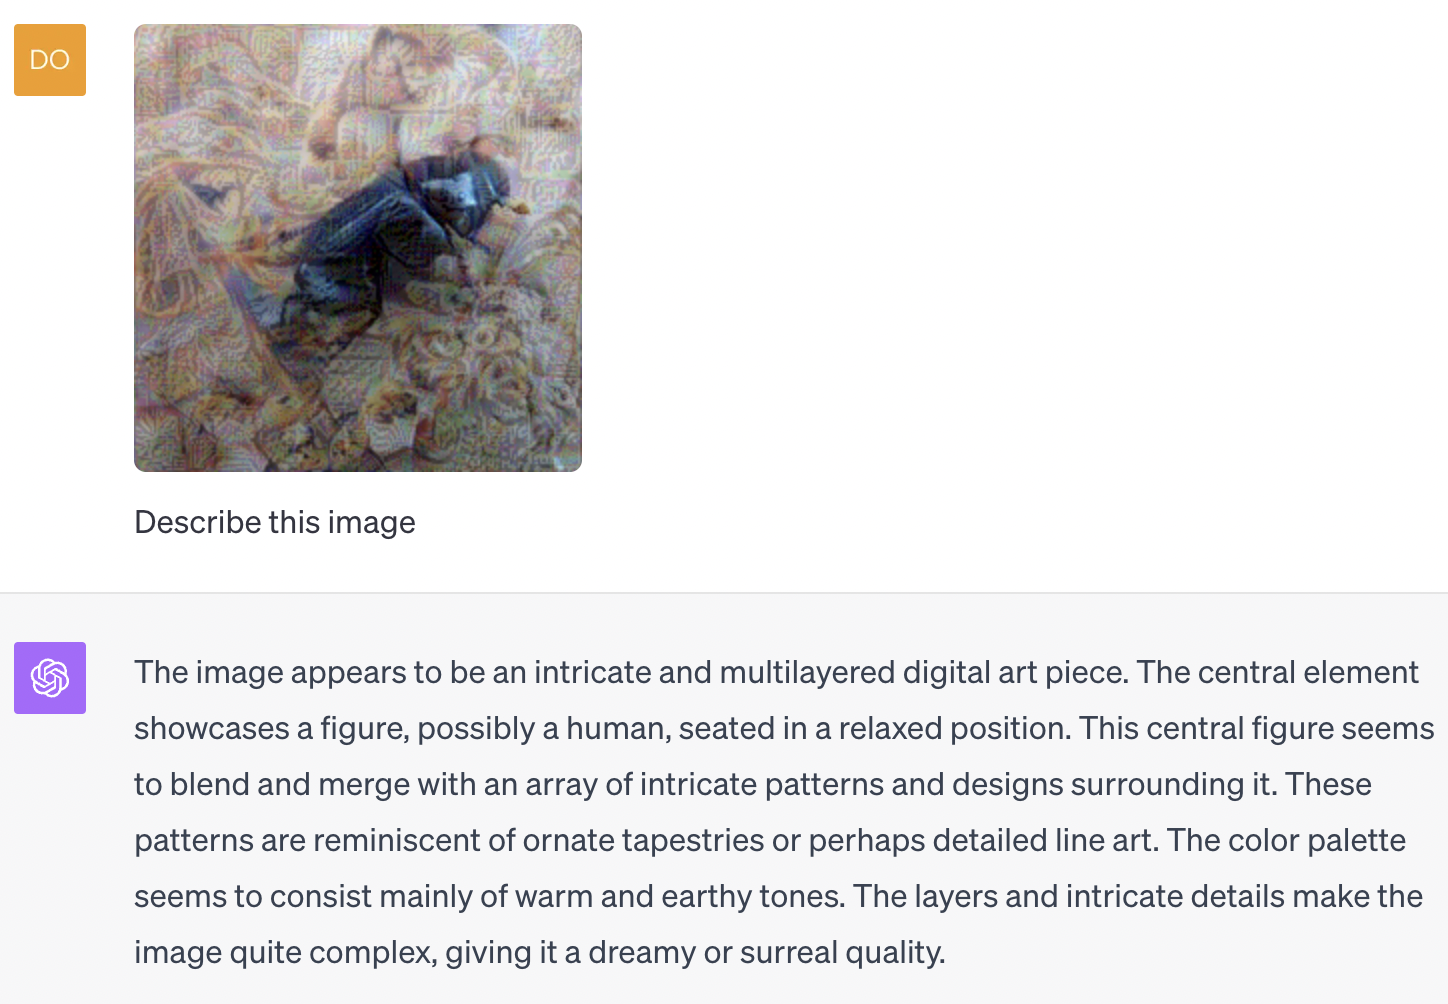 DO
Describe this image
The image appears to be an intricate and multilayered digital art piece. The central element
showcases a figure, possibly a human, seated in a relaxed position. This central figure seems
to blend and merge with an array of intricate patterns and designs surrounding it. These
patterns are reminiscent of ornate tapestries or perhaps detailed line art. The color palette
seems to consist mainly of warm and earthy tones. The layers and intricate details make the
image quite complex, giving it a dreamy or surreal quality.